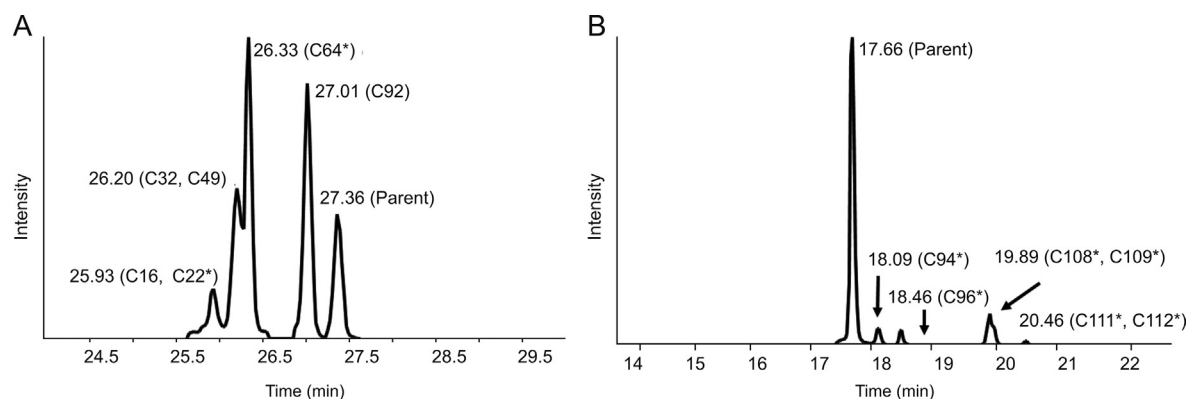 A
26.33 (C64*)
27.01 (C92)
26.20 (C32, C49)
27.36 (Parent)
25.93 (C16, C22*)
Intensity
24.5 25.5 26.5 27.5 28.5 29.5
Time (min)
B
17.66 (Parent)
18.09 (C94*)
19.89 (C108*, C109*)
18.46 (C96*)
20.46 (C111*, C112*)
Intensity
14 15 16 17 18 19 20 21 22
Time (min)